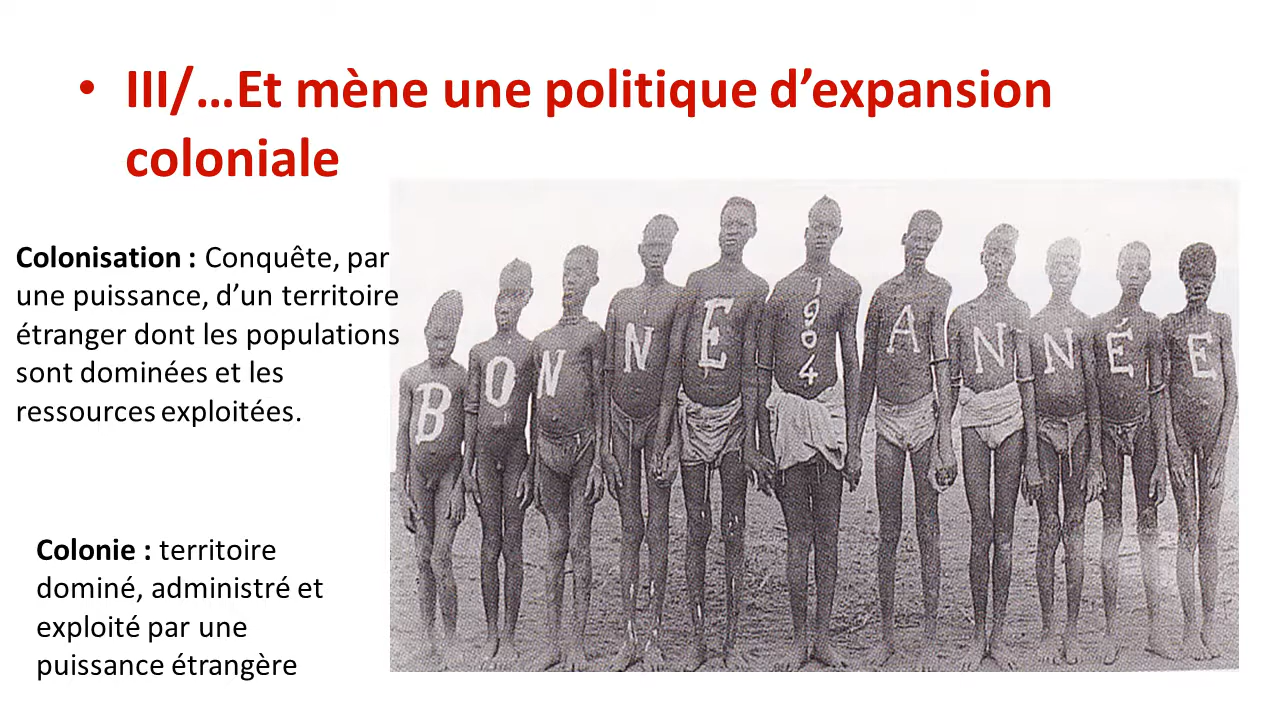 • III/…Et mène une politique d’expansion
coloniale
Colonisation : Conquête, par
une puissance, d’un territoire
étranger dont les populations
sont dominées et les
ressources exploitées.
BONNE 1904 ANNÉE
Colonie : territoire
dominé, administré et
exploité par une
puissance étrangère